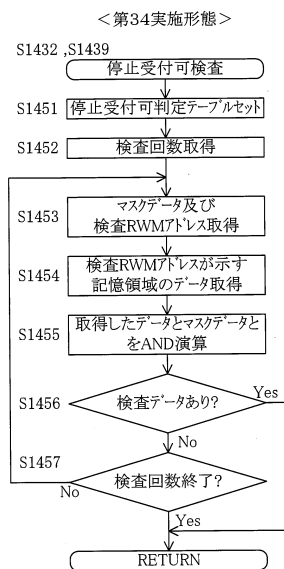 ＜第34実施形態＞
S1432 ,S1439
停止受付可検査
S1451
停止受付可判定テーブルセット
S1452
検査回数取得
S1453
マスクデータ及び
検査RWMアドレス取得
S1454
検査RWMアドレスが示す
記憶領域のデータ取得
S1455
取得したデータとマスクデータと
をAND演算
S1456
検査データあり?
Yes
No
S1457
検査回数終了?
No
Yes
RETURN